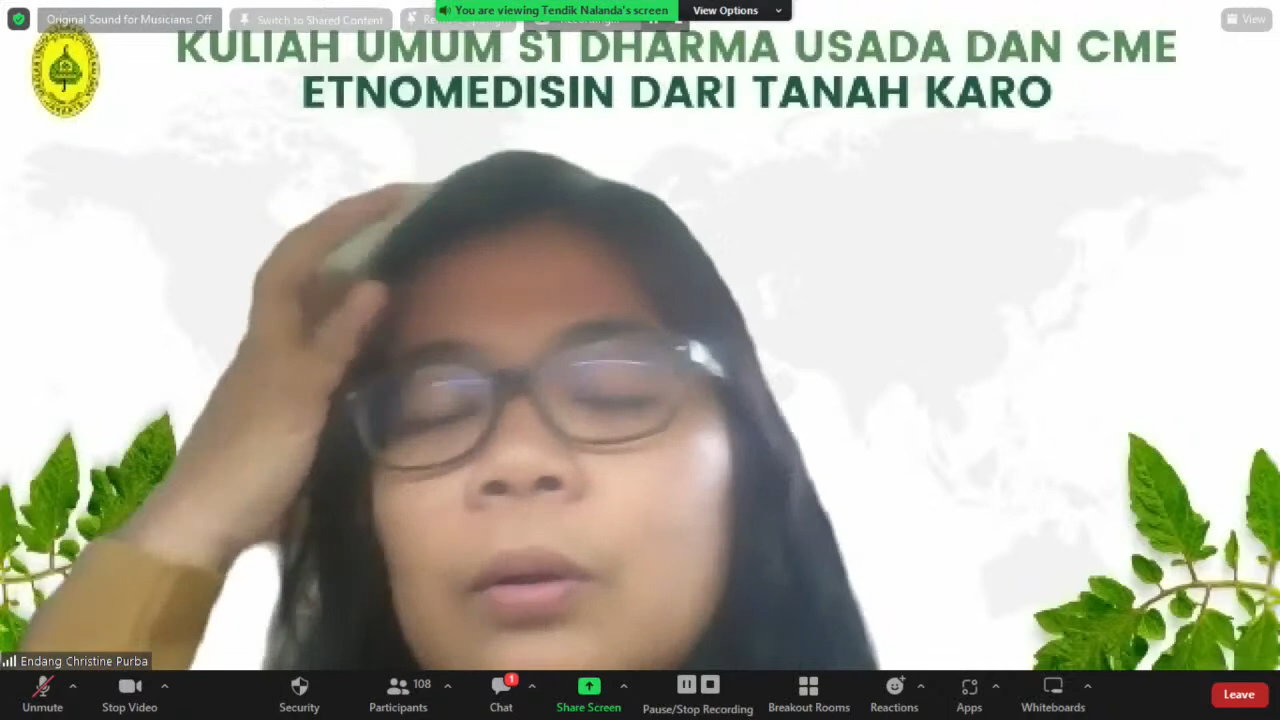 Original Sound for Musicians: Off
Switch to Shared Content
You are viewing Tendik Nalanda's screen
View Options
View
KULIAH UMUM S1 DHARMA USADA DAN CME
ETNOMEDISIN DARI TANAH KARO
Endang Christine Purba
Unmute
Stop Video
Security
108
Participants
1
Chat
Share Screen
Pause/Stop Recording
Breakout Rooms
Reactions
Apps
Whiteboards
Leave